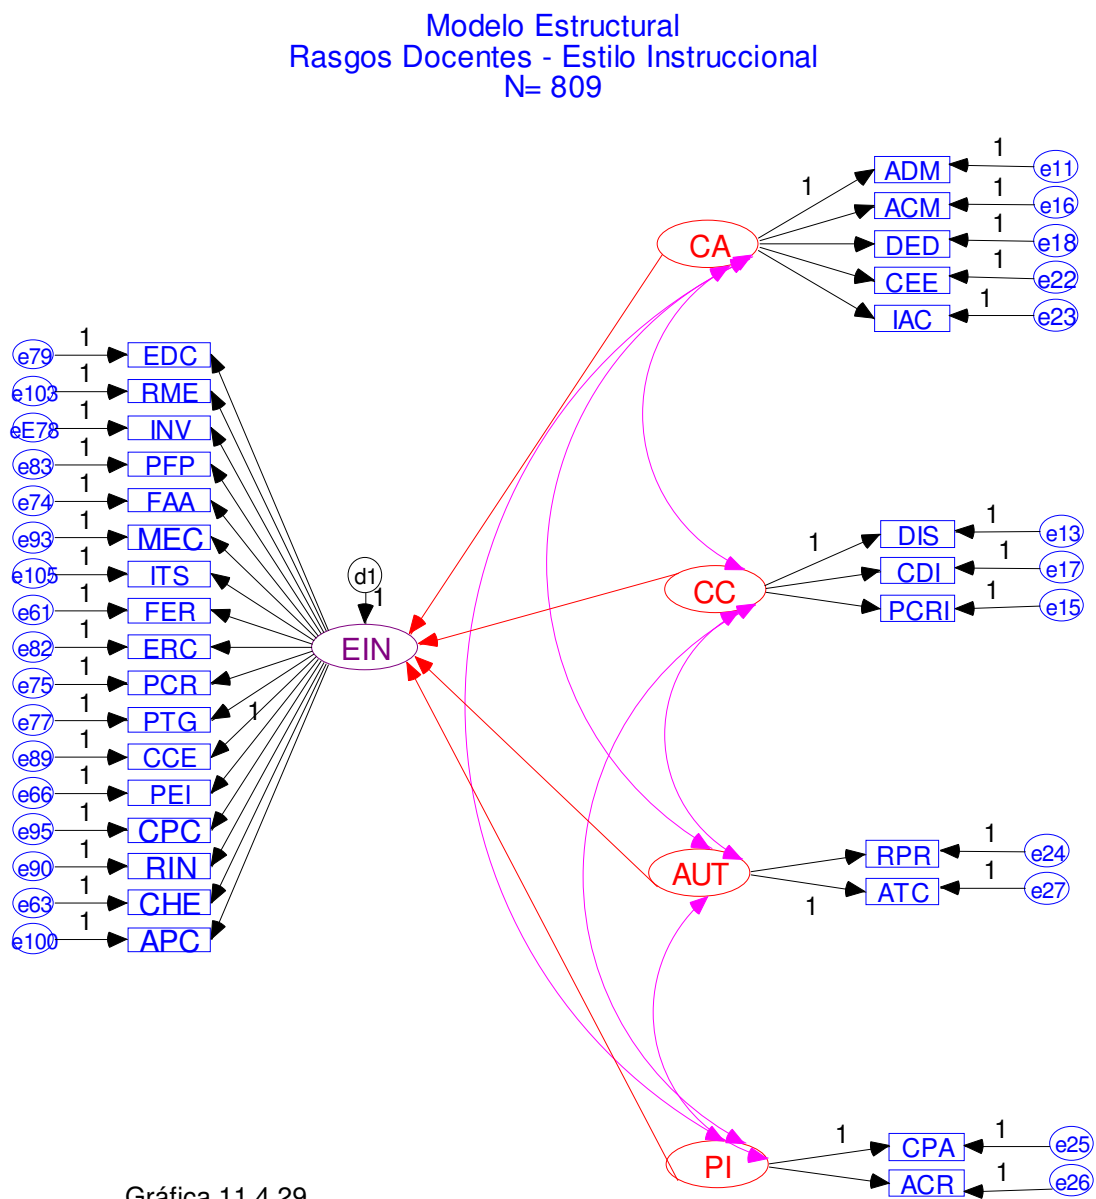 Modelo Estructural
Rasgos Docentes - Estilo Instruccional
N= 809
1
ADM
1
e11
ACM
1
e16
CA
DED
1
e18
CEE
1
e22
IAC
1
e23
e79
1
EDC
e103
1
RME
eE78
1
INV
e83
1
PFP
e74
1
FAA
e93
1
MEC
e105
1
ITS
e61
1
FER
e82
1
ERC
e75
1
PCR
e77
1
PTG
1
e89
1
CCE
e66
1
PEI
e95
1
CPC
e90
1
RIN
e63
1
CHE
e100
1
APC
d1
1
EIN
CC
1
DIS
1
e13
CDI
1
e17
PCRI
1
e15
AUT
RPR
1
e24
1
ATC
1
e27
PI
1
CPA
1
e25
ACR
1
e26
Gráfica 11.4.29